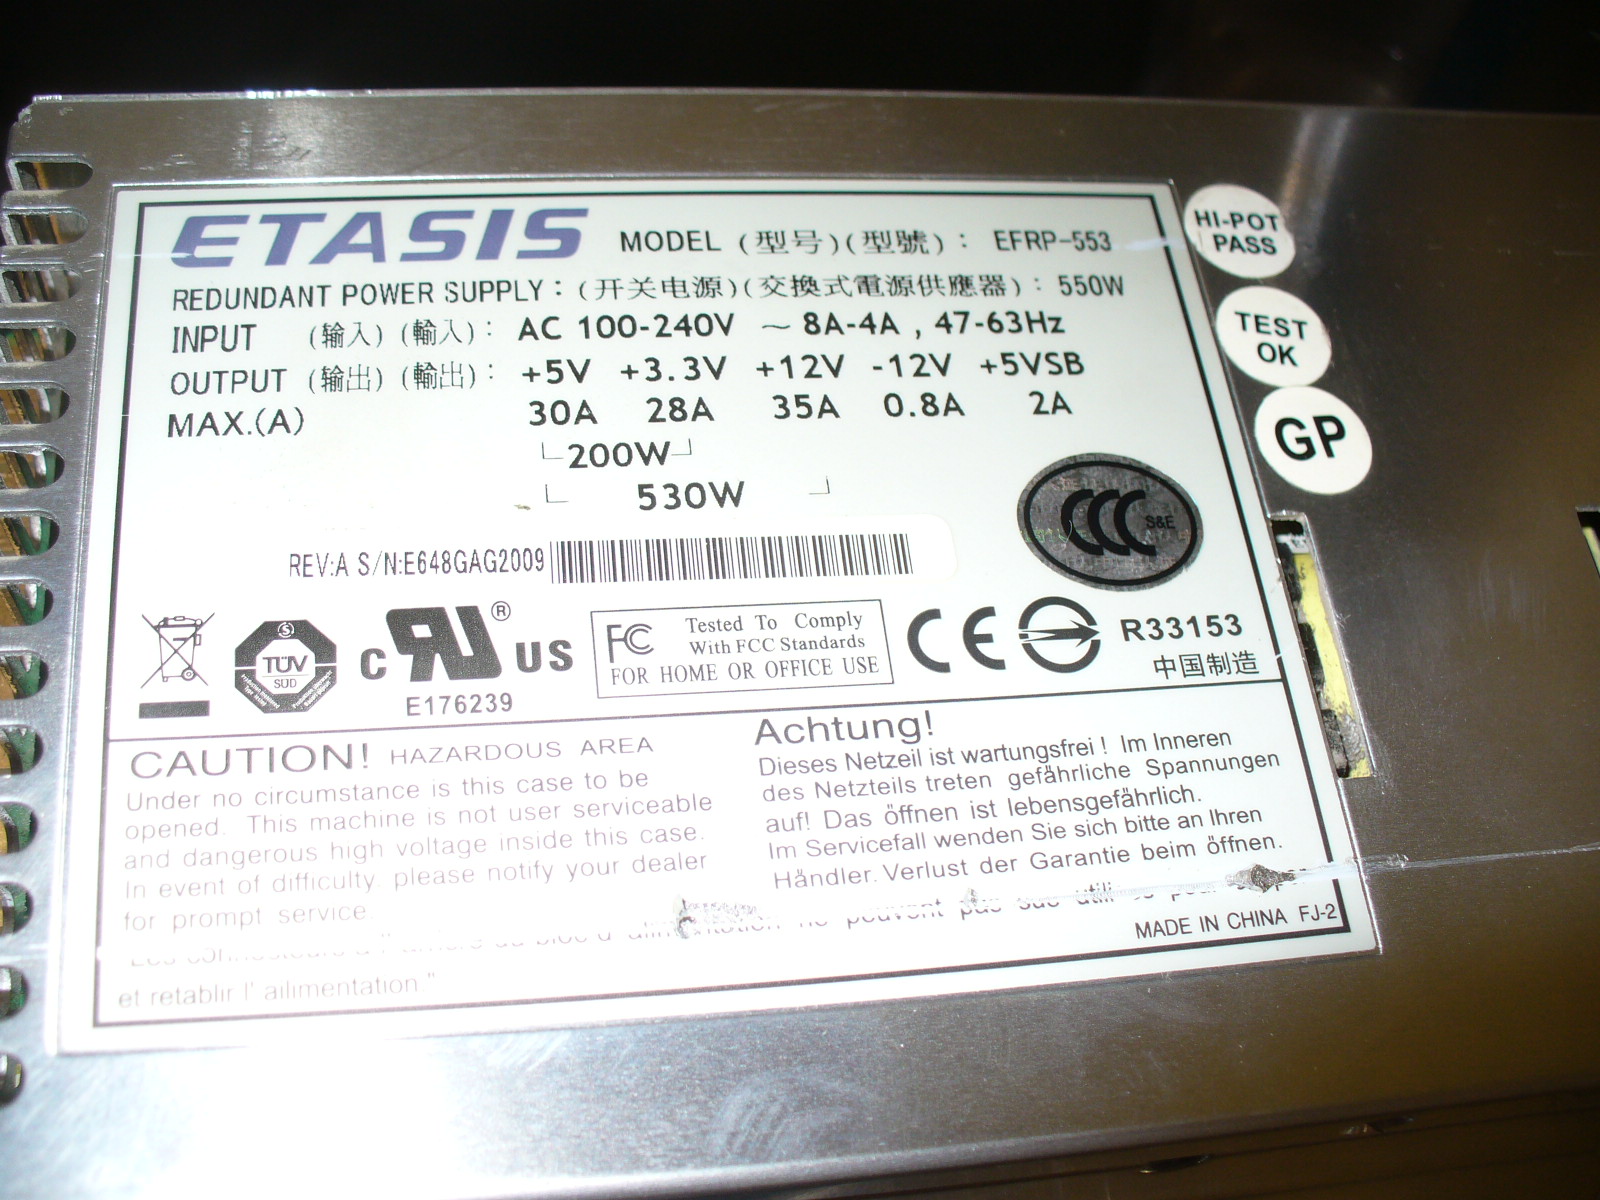 ETASIS MODEL (型号)(型號): EFRP-553
REDUNDANT POWER SUPPLY: (开关电源)(交換式電源供應器): 550W
INPUT (输入) (輸入): AC 100-240V ~ 8A-4A , 47-63Hz
OUTPUT (输出) (輸出): +5V +3.3V +12V -12V +5VSB
MAX.(A) 30A 28A 35A 0.8A 2A
200W
530W
REV:A S/N:E648GAG2009
CCC S&E
TÜV
SÜD
c RU ® US
E176239
FC
Tested To Comply
With FCC Standards
FOR HOME OR OFFICE USE
CE
R33153
中国制造
CAUTION! HAZARDOUS AREA
Under no circumstance is this case to be
opened. This machine is not user serviceable
and dangerous high voltage inside this case.
In event of difficulty, please notify your dealer
for prompt service.
Achtung!
Dieses Netzeil ist wartungsfrei! Im Inneren
des Netzteils treten gefährliche Spannungen
auf! Das öffnen ist lebensgefährlich.
Im Servicefall wenden Sie sich bitte an Ihren
Händler. Verlust der Garantie beim öffnen.
ne peuvent pas
et retablir l' ailimentation"
MADE IN CHINA FJ-2
HI-POT
PASS
TEST
OK
GP